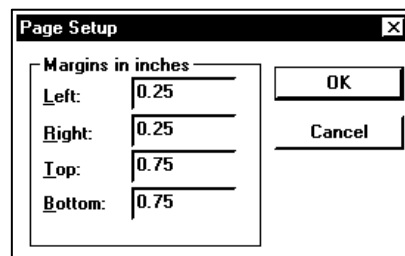 Page Setup
Margins in inches
Left: 0.25
Right: 0.25
Top: 0.75
Bottom: 0.75
OK
Cancel